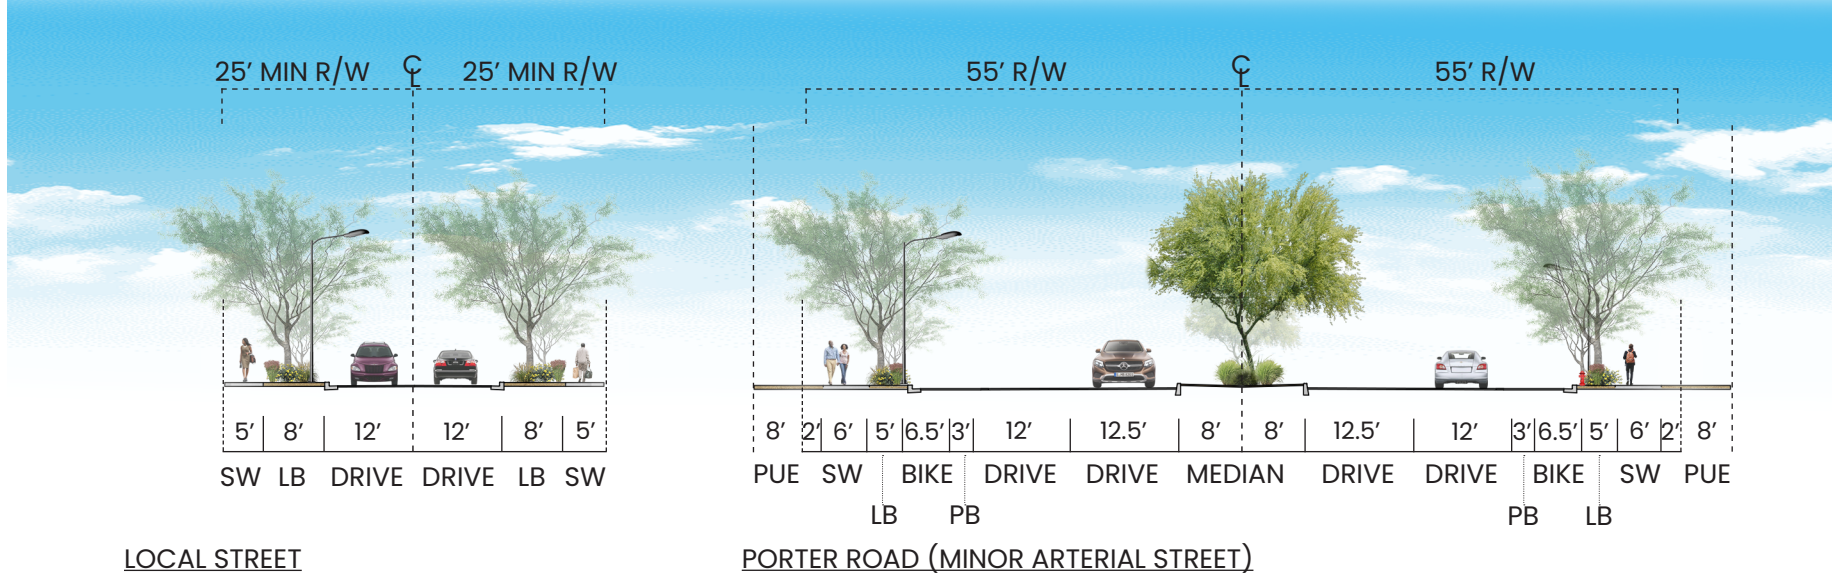 25’ MIN R/W CL 25’ MIN R/W
55’ R/W CL 55’ R/W
5’ 8’ 12’ 12’ 8’ 5’
SW LB DRIVE DRIVE LB SW
8’ 2’ 6’ 5’ 6.5’ 3’ 12’ 12.5’ 8’ 8’ 12.5’ 12’ 3’ 6.5’ 5’ 6’ 2’ 8’
PUE SW BIKE DRIVE DRIVE MEDIAN DRIVE DRIVE BIKE SW PUE
LB PB PB LB
LOCAL STREET
PORTER ROAD (MINOR ARTERIAL STREET)